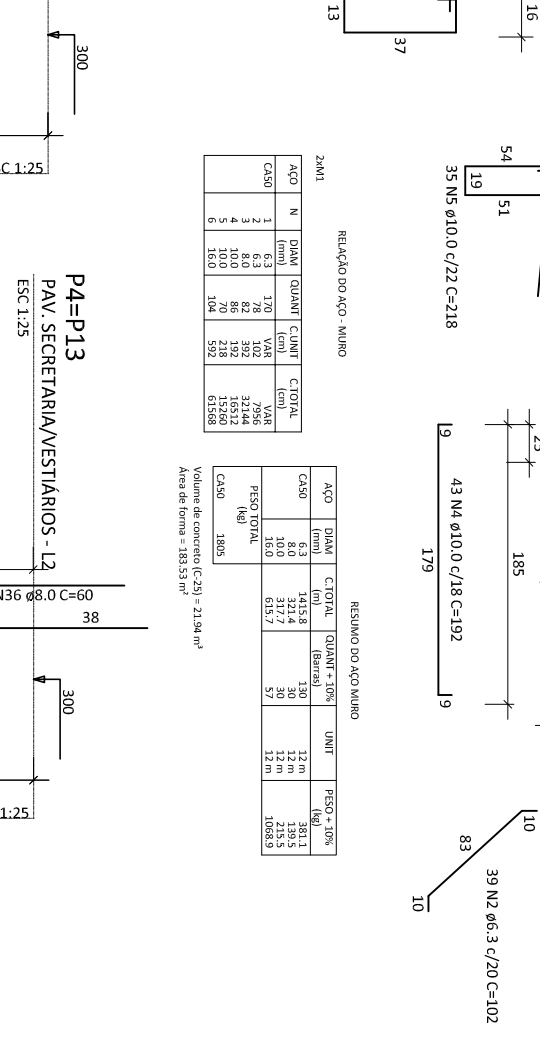 16
13
37
54
19
51
35 N5 ø10.0 c/22 C=218
185
43 N4 ø10.0 c/18 C=192
9
179
9
10
83
10
39 N2 ø6.3 c/20 C=102
RELAÇÃO DO AÇO - MURO
2xM1
AÇO N DIAM QUANT C.UNIT C.TOTAL
(mm) (cm) (cm)
CA50 1 6.3 170 VAR VAR
2 6.3 78 102 7956
3 8.0 82 392 32144
4 10.0 86 192 16512
5 10.0 70 218 15260
6 16.0 104 592 61568
RESUMO DO AÇO MURO
AÇO DIAM C.TOTAL QUANT + 10% UNIT PESO + 10%
(mm) (m) (Barras) (kg)
CA50 6.3 1415.8 130 12 m 381.1
8.0 321.4 30 12 m 139.5
10.0 317.7 30 12 m 215.5
16.0 615.7 57 12 m 1068.9
PESO TOTAL
(kg)
CA50 1805
Volume de concreto (C-25) = 21.94 m³
Área de forma = 183.53 m²
300
C 1:25
P4=P13
PAV. SECRETARIA/VESTIÁRIOS - L2
ESC 1:25
N36 ø8.0 C=60
38
300
1:25